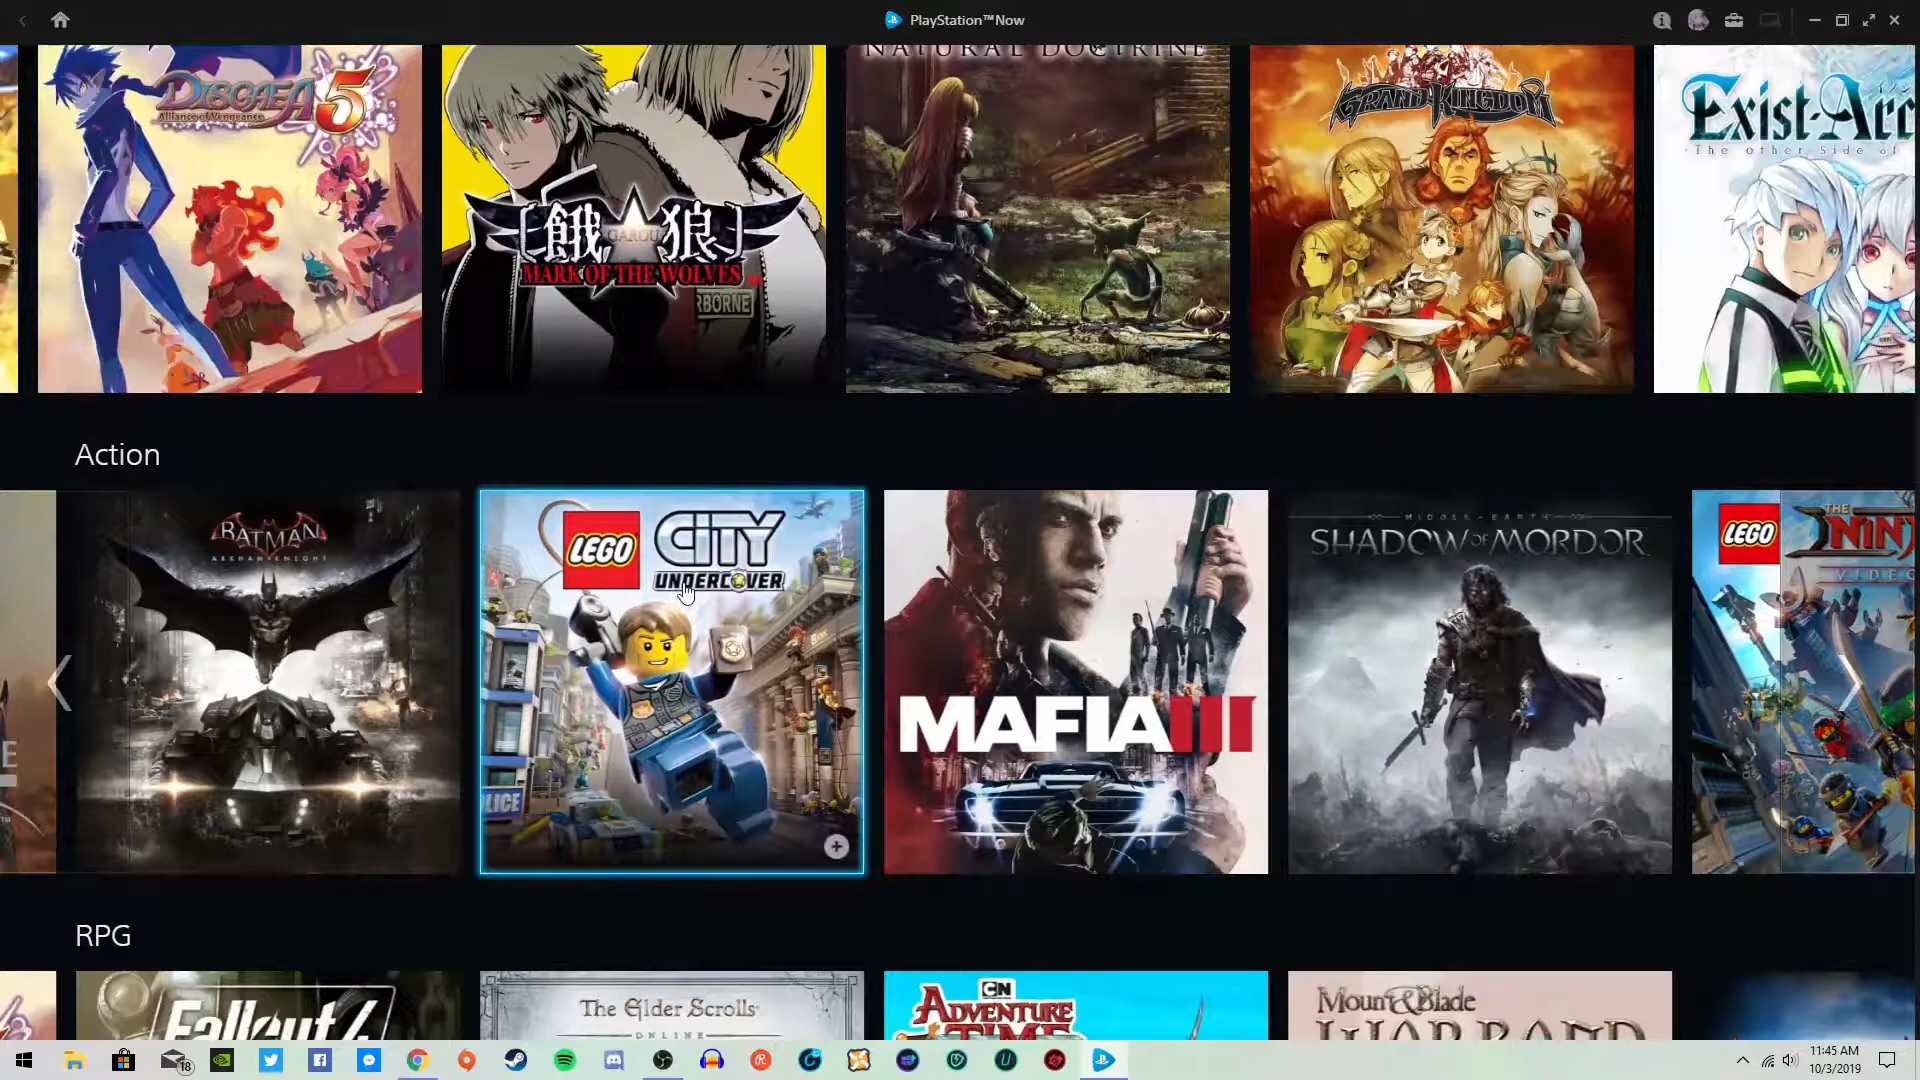 PlayStation™Now
DISGAEA 5
Alliance of Vengeance
餓狼
GAROU
MARK OF THE WOLVES
RBORNE
NATURAL DOCTRINE
GRAND KINGDOM
Exist-Arc
-The other Side of
Action
BATMAN
ARKHAM KNIGHT
LEGO CITY
UNDERCOVER
LICE
MAFIA III
MIDDLE-EARTH
SHADOW OF MORDOR
LEGO
THE
NINJ
VIDEO
RPG
Fallout 4
The Elder Scrolls
ONLINE
CN
ADVENTURE
TIME
Mount & Blade
WARBAND
18
11:45 AM
10/3/2019